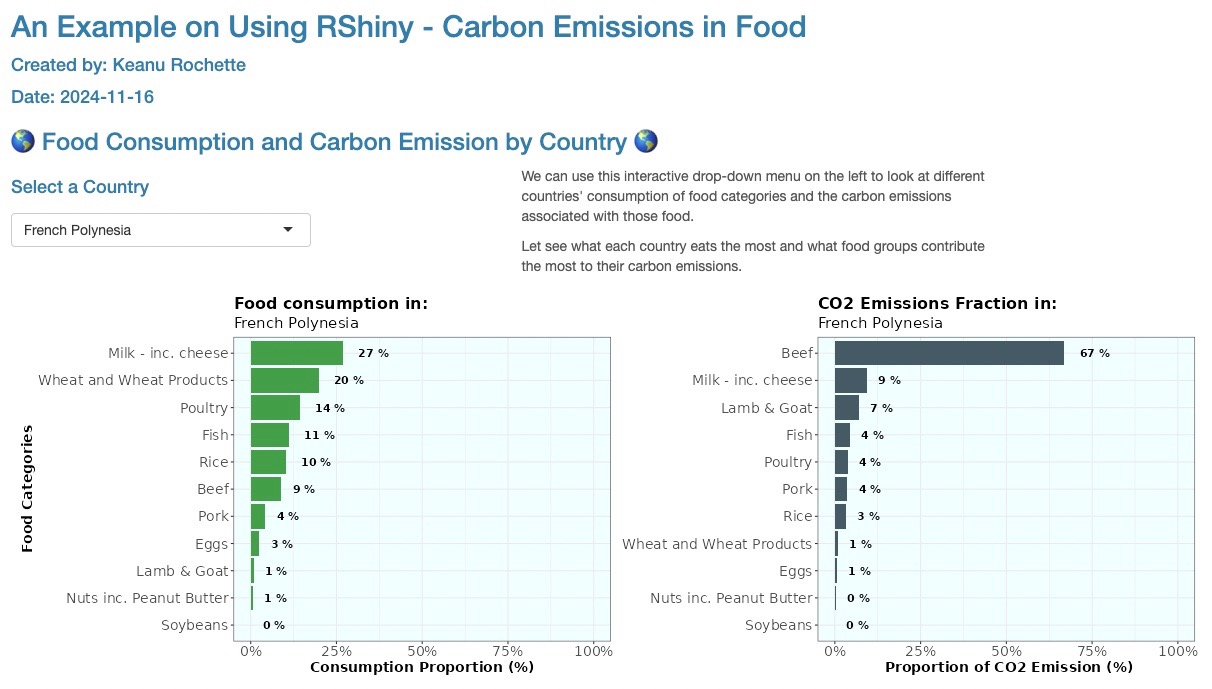 An Example on Using RShiny - Carbon Emissions in Food
Created by: Keanu Rochette
Date: 2024-11-16
🌎 Food Consumption and Carbon Emission by Country 🌎
Select a Country
French Polynesia
We can use this interactive drop-down menu on the left to look at different
countries' consumption of food categories and the carbon emissions
associated with those food.
Let see what each country eats the most and what food groups contribute
the most to their carbon emissions.
Food consumption in:
French Polynesia
Food Categories
Milk - inc. cheese 27 %
Wheat and Wheat Products 20 %
Poultry 14 %
Fish 11 %
Rice 10 %
Beef 9 %
Pork 4 %
Eggs 3 %
Lamb & Goat 1 %
Nuts inc. Peanut Butter 1 %
Soybeans 0 %
0% 25% 50% 75% 100%
Consumption Proportion (%)
CO2 Emissions Fraction in:
French Polynesia
Beef 67 %
Milk - inc. cheese 9 %
Lamb & Goat 7 %
Fish 4 %
Poultry 4 %
Pork 4 %
Rice 3 %
Wheat and Wheat Products 1 %
Eggs 1 %
Nuts inc. Peanut Butter 0 %
Soybeans 0 %
0% 25% 50% 75% 100%
Proportion of CO2 Emission (%)